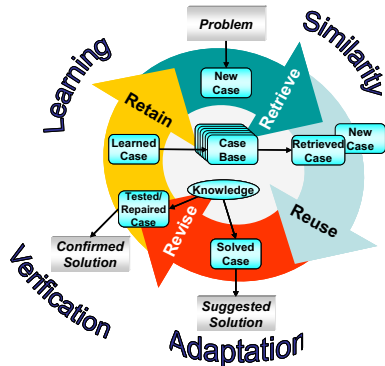 Problem
Learning
Similarity
New
Case
Retain
Retrieve
New
Case
Learned
Case
Case
Base
Retrieved
Case
Knowledge
Tested/
Repaired
Case
Revise
Reuse
Solved
Case
Confirmed
Solution
Verification
Suggested
Solution
Adaptation